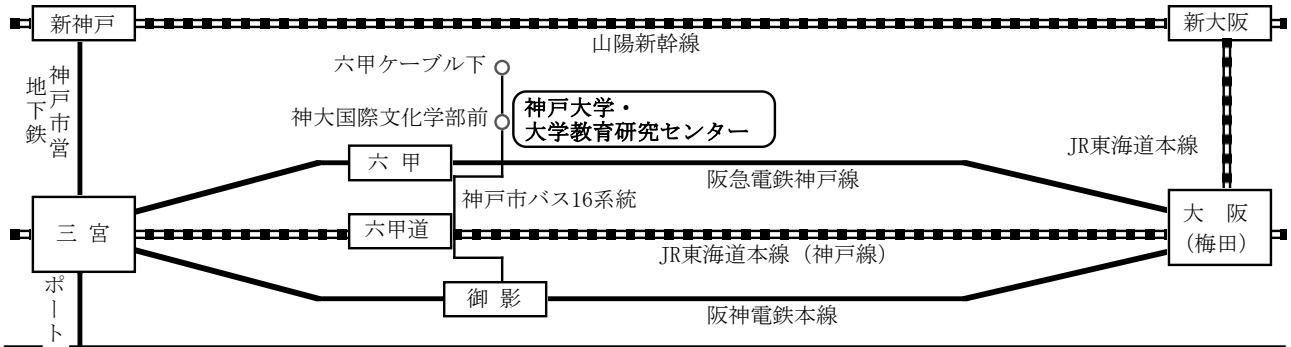 新神戸
新大阪
山陽新幹線
神戸市営
地下鉄
六甲ケーブル下
神大国際文化学部前
神戸大学・
大学教育研究センター
JR東海道本線
六 甲
阪急電鉄神戸線
神戸市バス16系統
三 宮
六甲道
大 阪
(梅田)
JR東海道本線（神戸線）
ポート
御 影
阪神電鉄本線